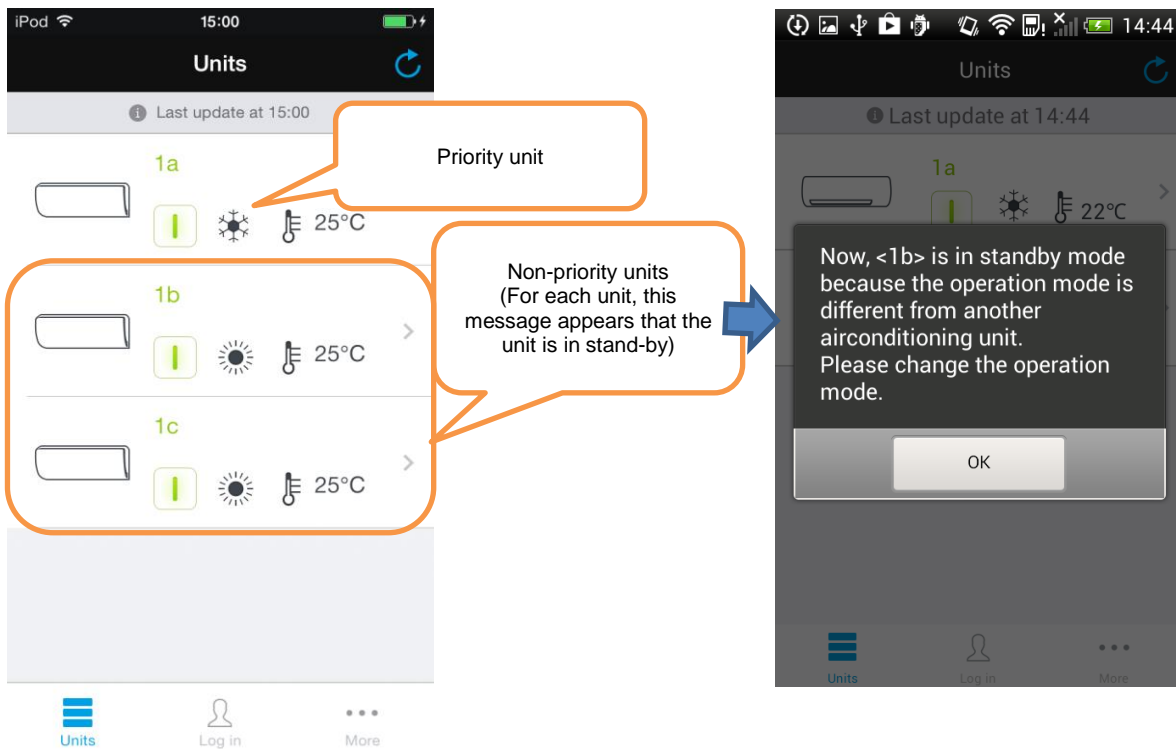 iPod 15:00
Units
Last update at 15:00
1a
25°C
1b
25°C
1c
25°C
Units Log in More
Priority unit
Non-priority units
(For each unit, this
message appears that the
unit is in stand-by)
14:44
Units
Last update at 14:44
1a
22°C
Now, <1b> is in standby mode
because the operation mode is
different from another
airconditioning unit.
Please change the operation
mode.
OK
Units Log in More